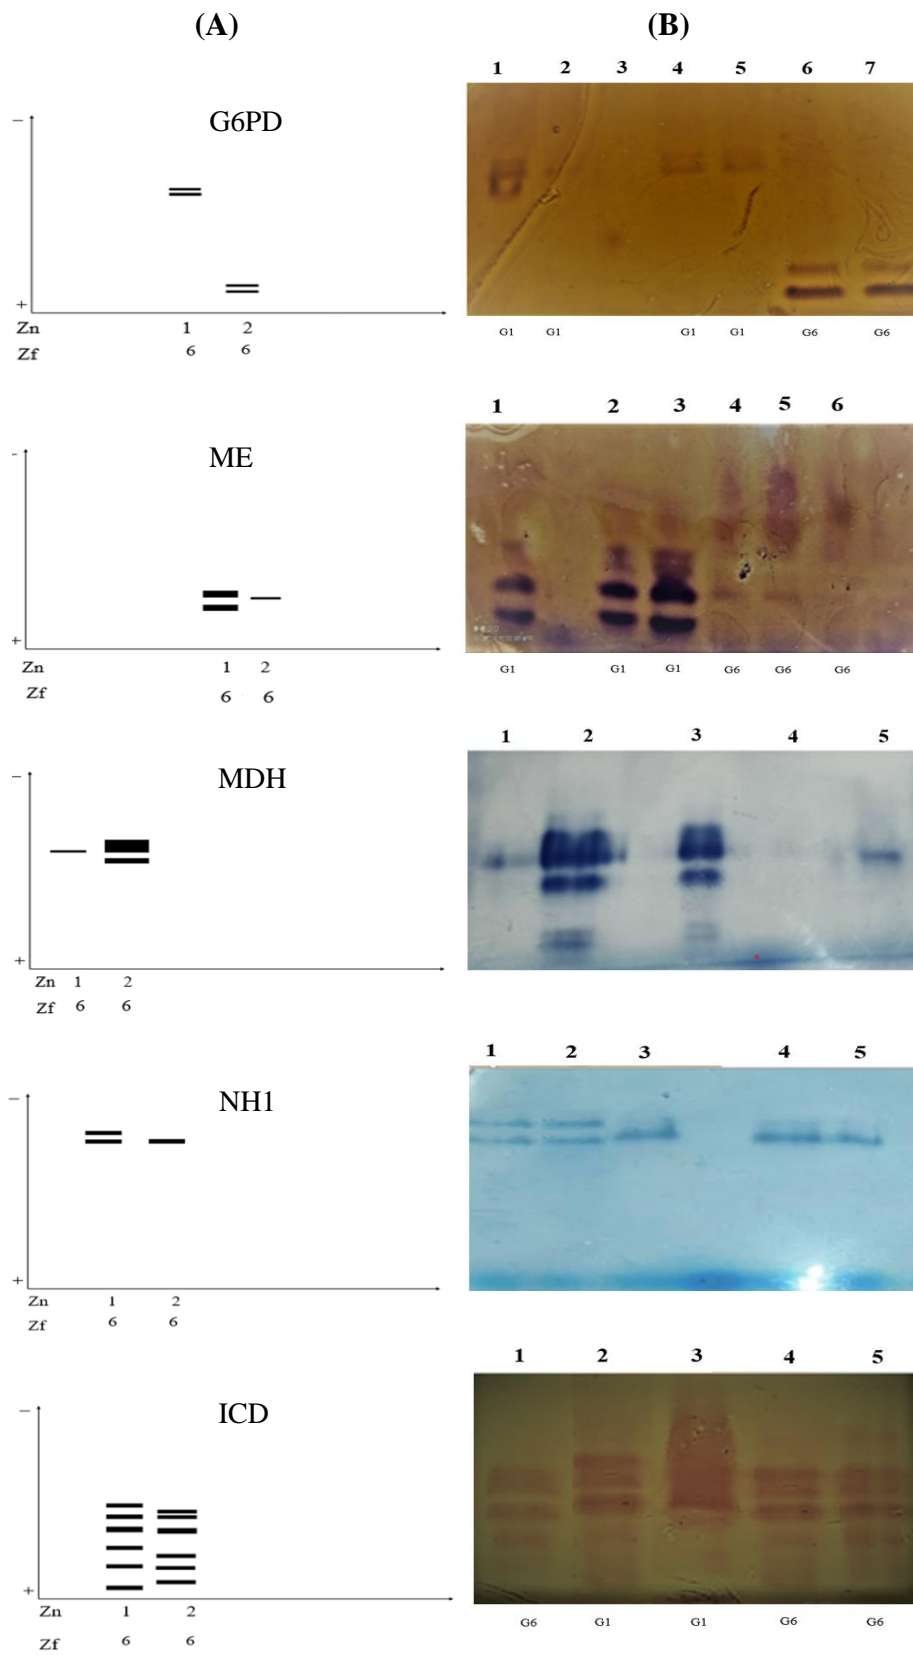 (A) (B)
1 2 3 4 5 6 7
G6PD
−
+
Zn 1 2
Zf 6 6
G1 G1 G1 G1 G6 G6
1 2 3 4 5 6
ME
-
+
Zn 1 2
Zf 6 6
G1 G1 G1 G6 G6 G6
1 2 3 4 5
MDH
−
+
Zn 1 2
Zf 6 6
1 2 3 4 5
NH1
−
+
Zn 1 2
Zf 6 6
1 2 3 4 5
ICD
−
+
Zn 1 2
Zf 6 6
G6 G1 G1 G6 G6